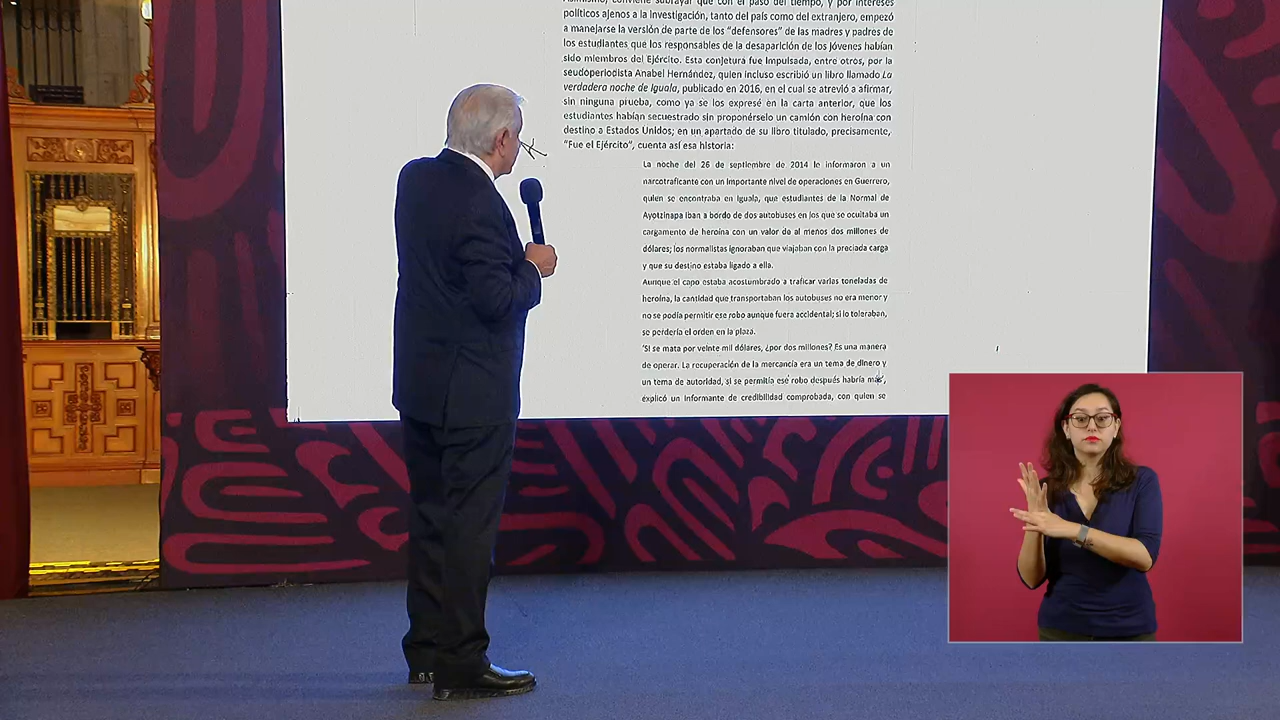 Asimismo, conviene subrayar que con el paso del tiempo, y por intereses
políticos ajenos a la investigación, tanto del país como del extranjero, empezó
a manejarse la versión de parte de los “defensores” de las madres y padres de
los estudiantes que los responsables de la desaparición de los jóvenes habían
sido miembros del Ejército. Esta conjetura fue impulsada, entre otros, por la
seudoperiodista Anabel Hernández, quien incluso escribió un libro llamado La
verdadera noche de Iguala, publicado en 2016, en el cual se atrevió a afirmar,
sin ninguna prueba, como ya se los expresé en la carta anterior, que los
estudiantes habían secuestrado sin proponérselo un camión con heroína con
destino a Estados Unidos; en un apartado de su libro titulado, precisamente,
“Fue el Ejército”, cuenta así esa historia:
La noche del 26 de septiembre de 2014 le informaron a un
narcotraficante con un importante nivel de operaciones en Guerrero,
quien se encontraba en Iguala, que estudiantes de la Normal de
Ayotzinapa iban a bordo de dos autobuses en los que se ocultaba un
cargamento de heroína con un valor de al menos dos millones de
dólares; los normalistas ignoraban que viajaban con la preciada carga
y que su destino estaba ligado a ella.
Aunque el capo estaba acostumbrado a traficar varias toneladas de
heroína, la cantidad que transportaban los autobuses no era menor y
no se podía permitir ese robo aunque fuera accidental; si lo toleraban,
se perdería el orden en la plaza.
‘Si se mata por veinte mil dólares, ¿por dos millones? Es una manera
de operar. La recuperación de la mercancía era un tema de dinero y
un tema de autoridad, si se permitía ese robo después habría más’,
explicó un informante de credibilidad comprobada, con quien se